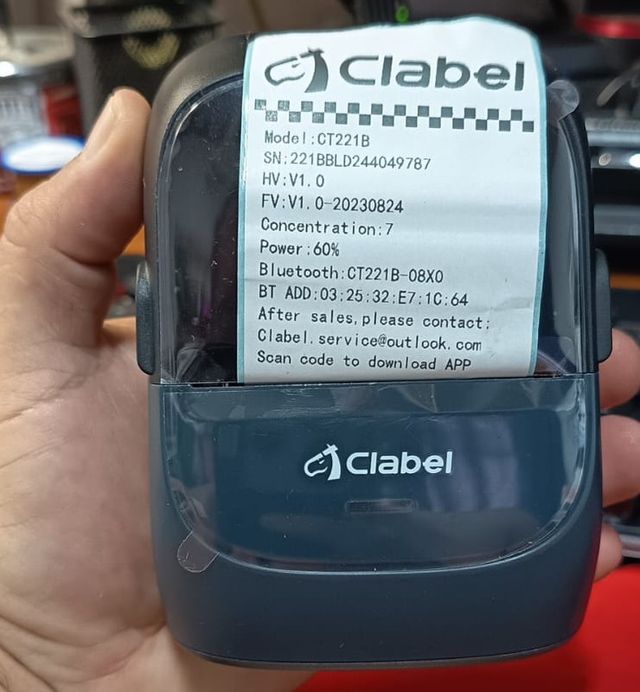 Clabel
Model:CT221B
SN:221BBLD244049787
HV:V1.0
FV:V1.0-20230824
Concentration:7
Power:60%
Bluetooth:CT221B-08X0
BT ADD:03:25:32:E7:1C:64
After sales,please contact:
Clabel.service@outlook.com
Scan code to download APP
Clabel